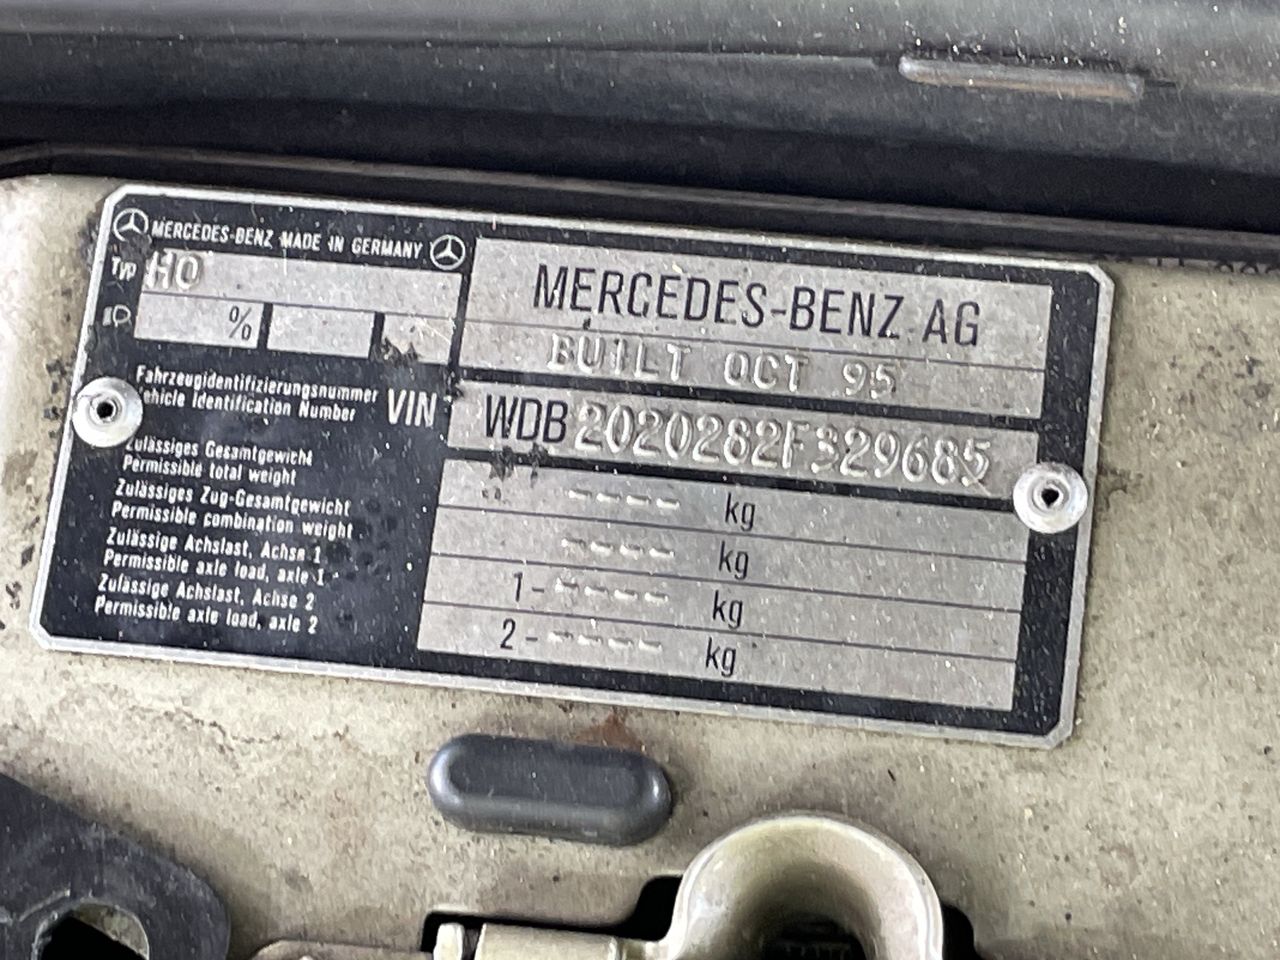 MERCEDES-BENZ MADE IN GERMANY
Typ HO
%
MERCEDES-BENZ AG
BUILT OCT 95
Fahrzeugidentifizierungsnummer
Vehicle Identification Number
VIN
WDB2020282F329685
Zulässiges Gesamtgewicht
Permissible total weight
---- kg
Zulässiges Zug-Gesamtgewicht
Permissible combination weight
---- kg
Zulässige Achslast, Achse 1
Permissible axle load, axle 1
1- ---- kg
Zulässige Achslast, Achse 2
Permissible axle load, axle 2
2- ---- kg